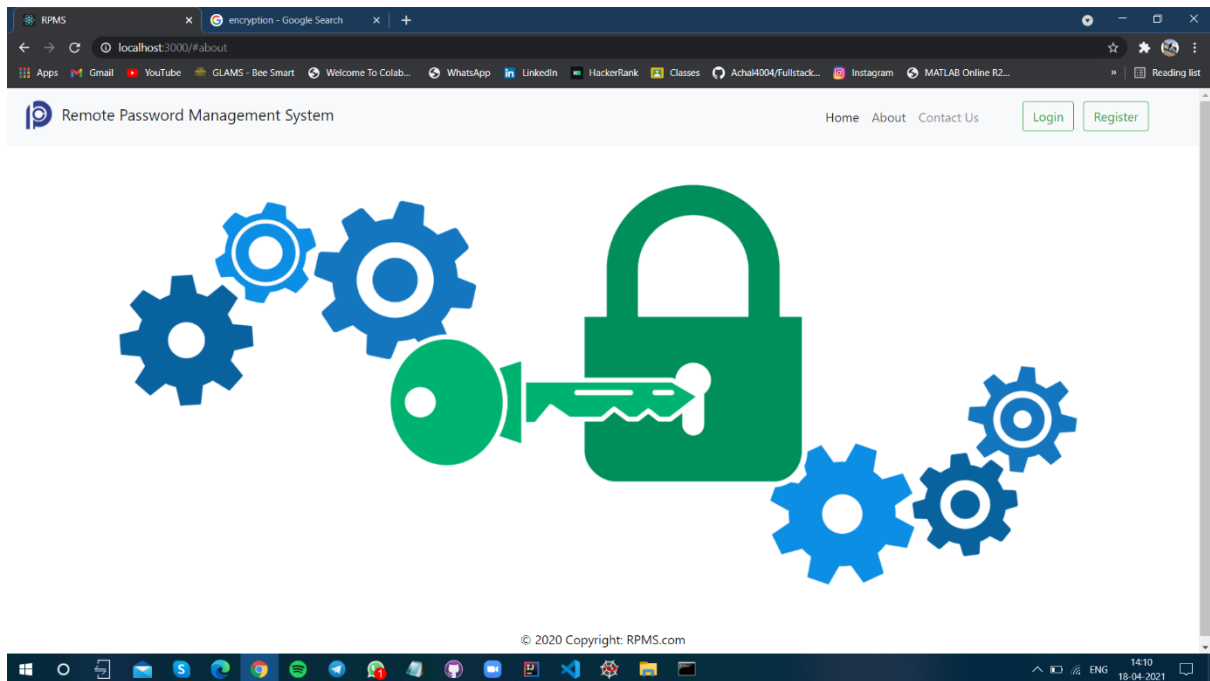 RPMS
encryption - Google Search
localhost:3000/#about
Apps Gmail YouTube GLAMS - Bee Smart Welcome To Colab... WhatsApp LinkedIn HackerRank Classes Achal4004/Fullstack... Instagram MATLAB Online R2... » Reading list
Remote Password Management System
Home About Contact Us Login Register
© 2020 Copyright: RPMS.com
ENG 14:10
18-04-2021